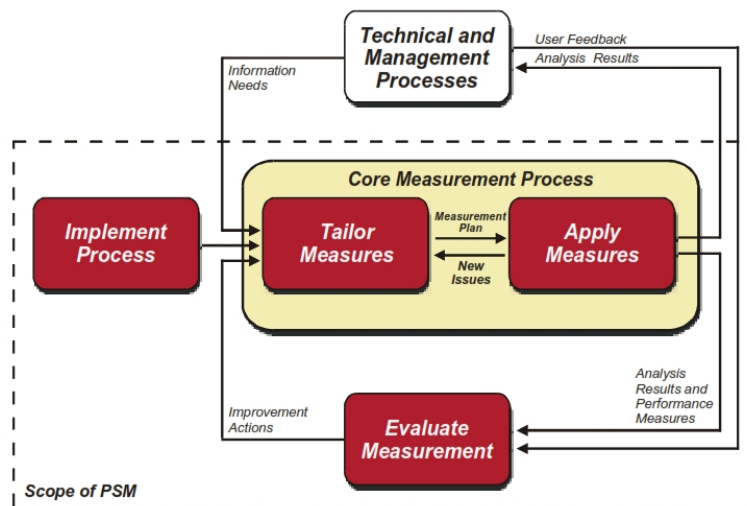 Technical and
Management
Processes
User Feedback
Analysis Results
Information
Needs
Core Measurement Process
Implement
Process
Tailor
Measures
Measurement
Plan
New
Issues
Apply
Measures
Improvement
Actions
Evaluate
Measurement
Analysis
Results and
Performance
Measures
Scope of PSM